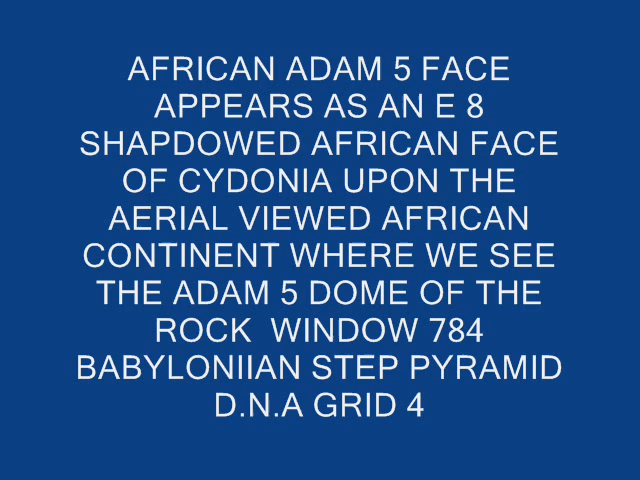 AFRICAN ADAM 5 FACE
APPEARS AS AN E 8
SHAPDOWED AFRICAN FACE
OF CYDONIA UPON THE
AERIAL VIEWED AFRICAN
CONTINENT WHERE WE SEE
THE ADAM 5 DOME OF THE
ROCK  WINDOW 784
BABYLONIIAN STEP PYRAMID
D.N.A GRID 4